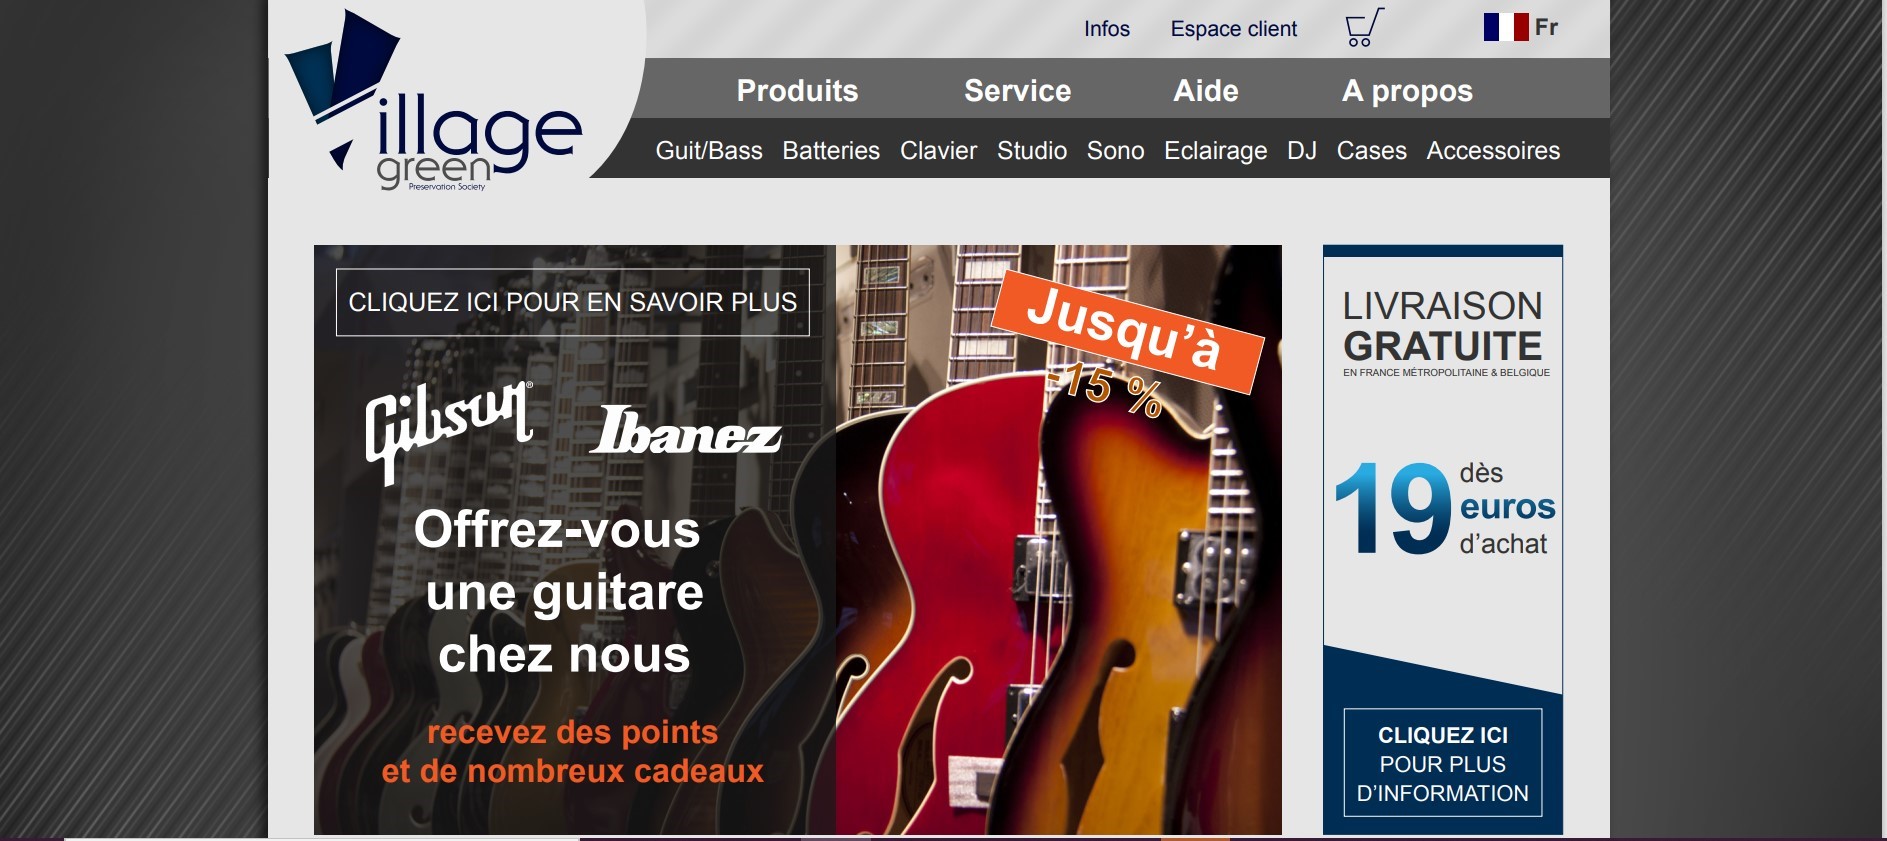 Infos Espace client Fr
Produits Service Aide A propos
Guit/Bass Batteries Clavier Studio Sono Eclairage DJ Cases Accessoires
illage
green
Preservation Society
CLIQUEZ ICI POUR EN SAVOIR PLUS
Gibson®
Ibanez
Offrez-vous
une guitare
chez nous
recevez des points
et de nombreux cadeaux
Jusqu’à
-15 %
LIVRAISON
GRATUITE
EN FRANCE MÉTROPOLITAINE & BELGIQUE
19
dès
euros
d’achat
CLIQUEZ ICI
POUR PLUS
D’INFORMATION